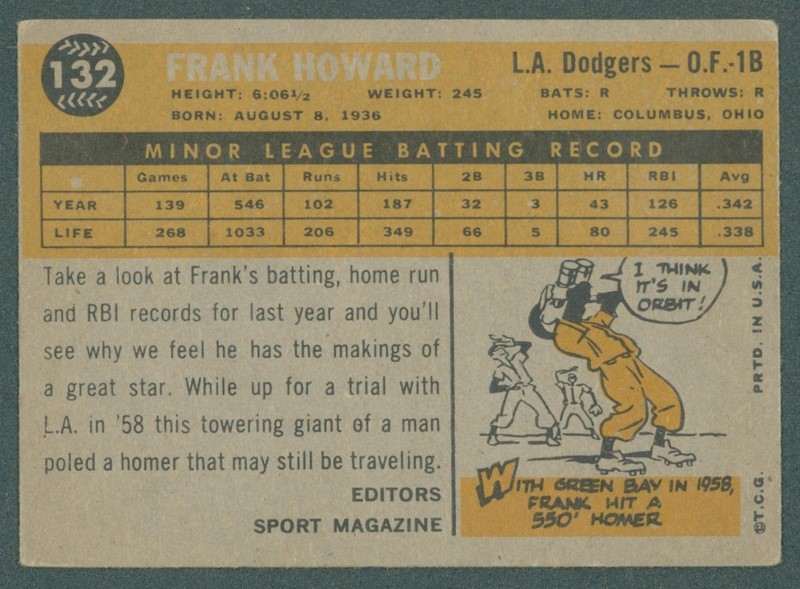 132
FRANK HOWARD
L.A. Dodgers — O.F.-1B
HEIGHT: 6:06½ WEIGHT: 245 BATS: R THROWS: R
BORN: AUGUST 8, 1936 HOME: COLUMBUS, OHIO
MINOR LEAGUE BATTING RECORD
Games At Bat Runs Hits 2B 3B HR RBI Avg
YEAR 139 546 102 187 32 3 43 126 .342
LIFE 268 1033 206 349 66 5 80 245 .338
Take a look at Frank's batting, home run
and RBI records for last year and you'll
see why we feel he has the makings of
a great star. While up for a trial with
L.A. in '58 this towering giant of a man
poled a homer that may still be traveling.
EDITORS
SPORT MAGAZINE
I THINK
IT'S IN
ORBIT!
WITH GREEN BAY IN 1958,
FRANK HIT A
550' HOMER
©T.C.G. PRTD. IN U.S.A.